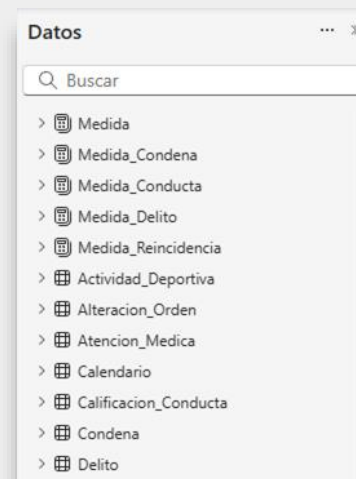 Datos
Buscar
Medida
Medida_Condena
Medida_Conducta
Medida_Delito
Medida_Reincidencia
Actividad_Deportiva
Alteracion_Orden
Atencion_Medica
Calendario
Calificacion_Conducta
Condena
Delito